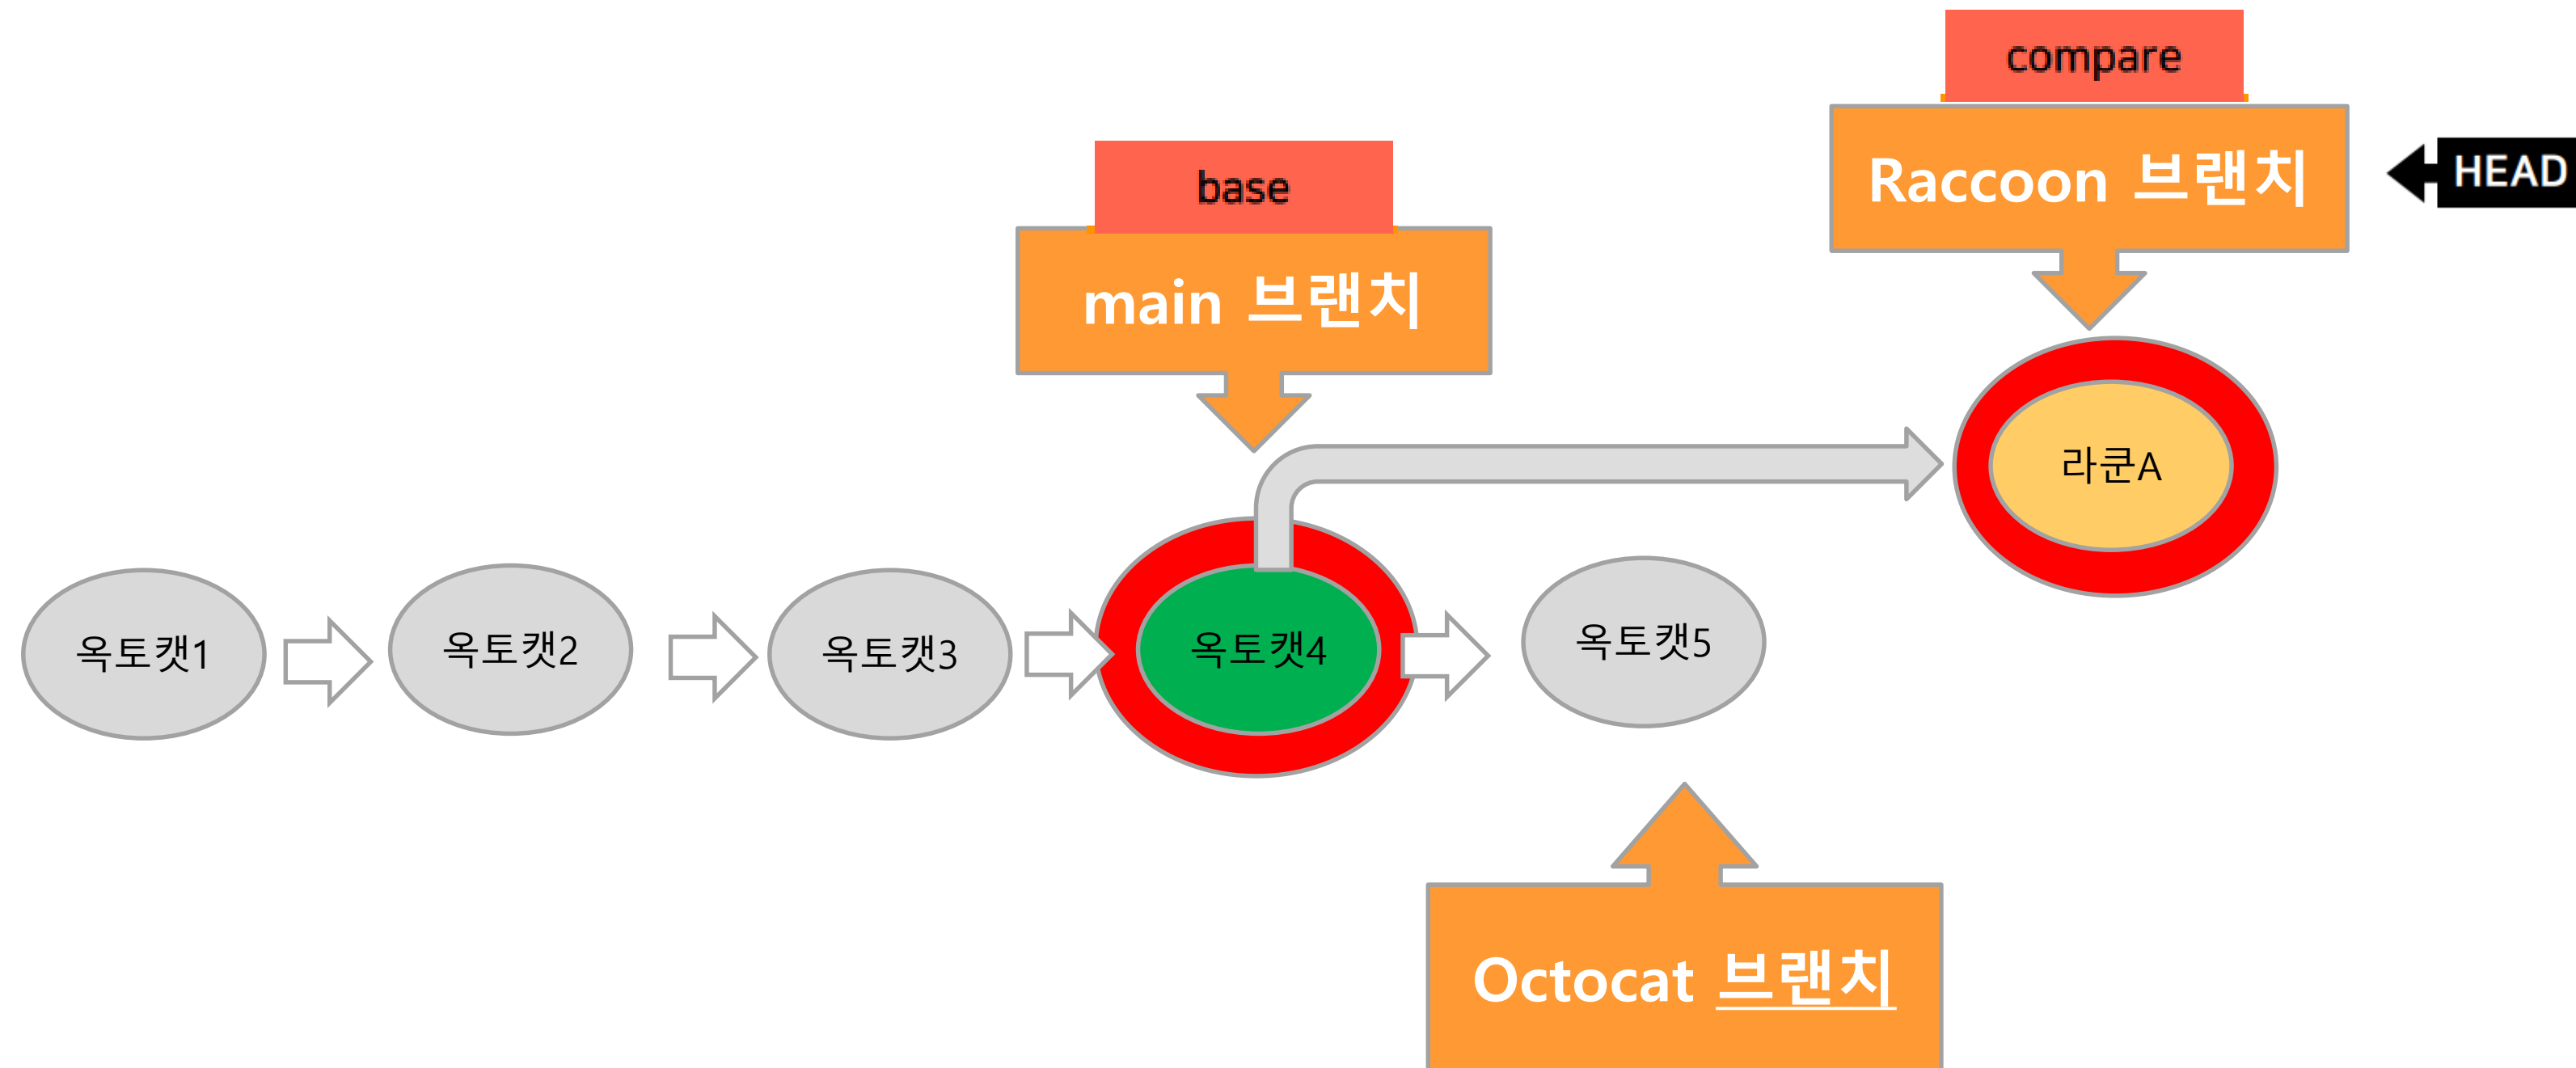 compare
Raccoon 브랜치
HEAD
base
main 브랜치
라쿤A
옥토캣1
옥토캣2
옥토캣3
옥토캣4
옥토캣5
Octocat 브랜치